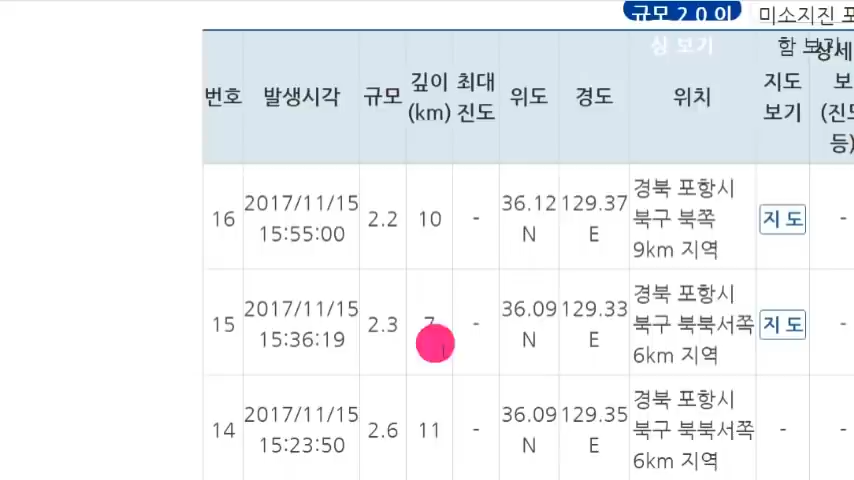 규모 2.0 이
싱 보기
미소지진 포
함 보기
번호 발생시각 규모 깊이 (km) 최대 진도 위도 경도 위치 지도 보기
16 2017/11/15 15:55:00 2.2 10 - 36.12 N 129.37 E 경북 포항시 북구 북쪽 9km 지역 지 도 -
15 2017/11/15 15:36:19 2.3 7 - 36.09 N 129.33 E 경북 포항시 북구 북북서쪽 6km 지역 지 도 -
14 2017/11/15 15:23:50 2.6 11 - 36.09 N 129.35 E 경북 포항시 북구 북북서쪽 6km 지역 - -